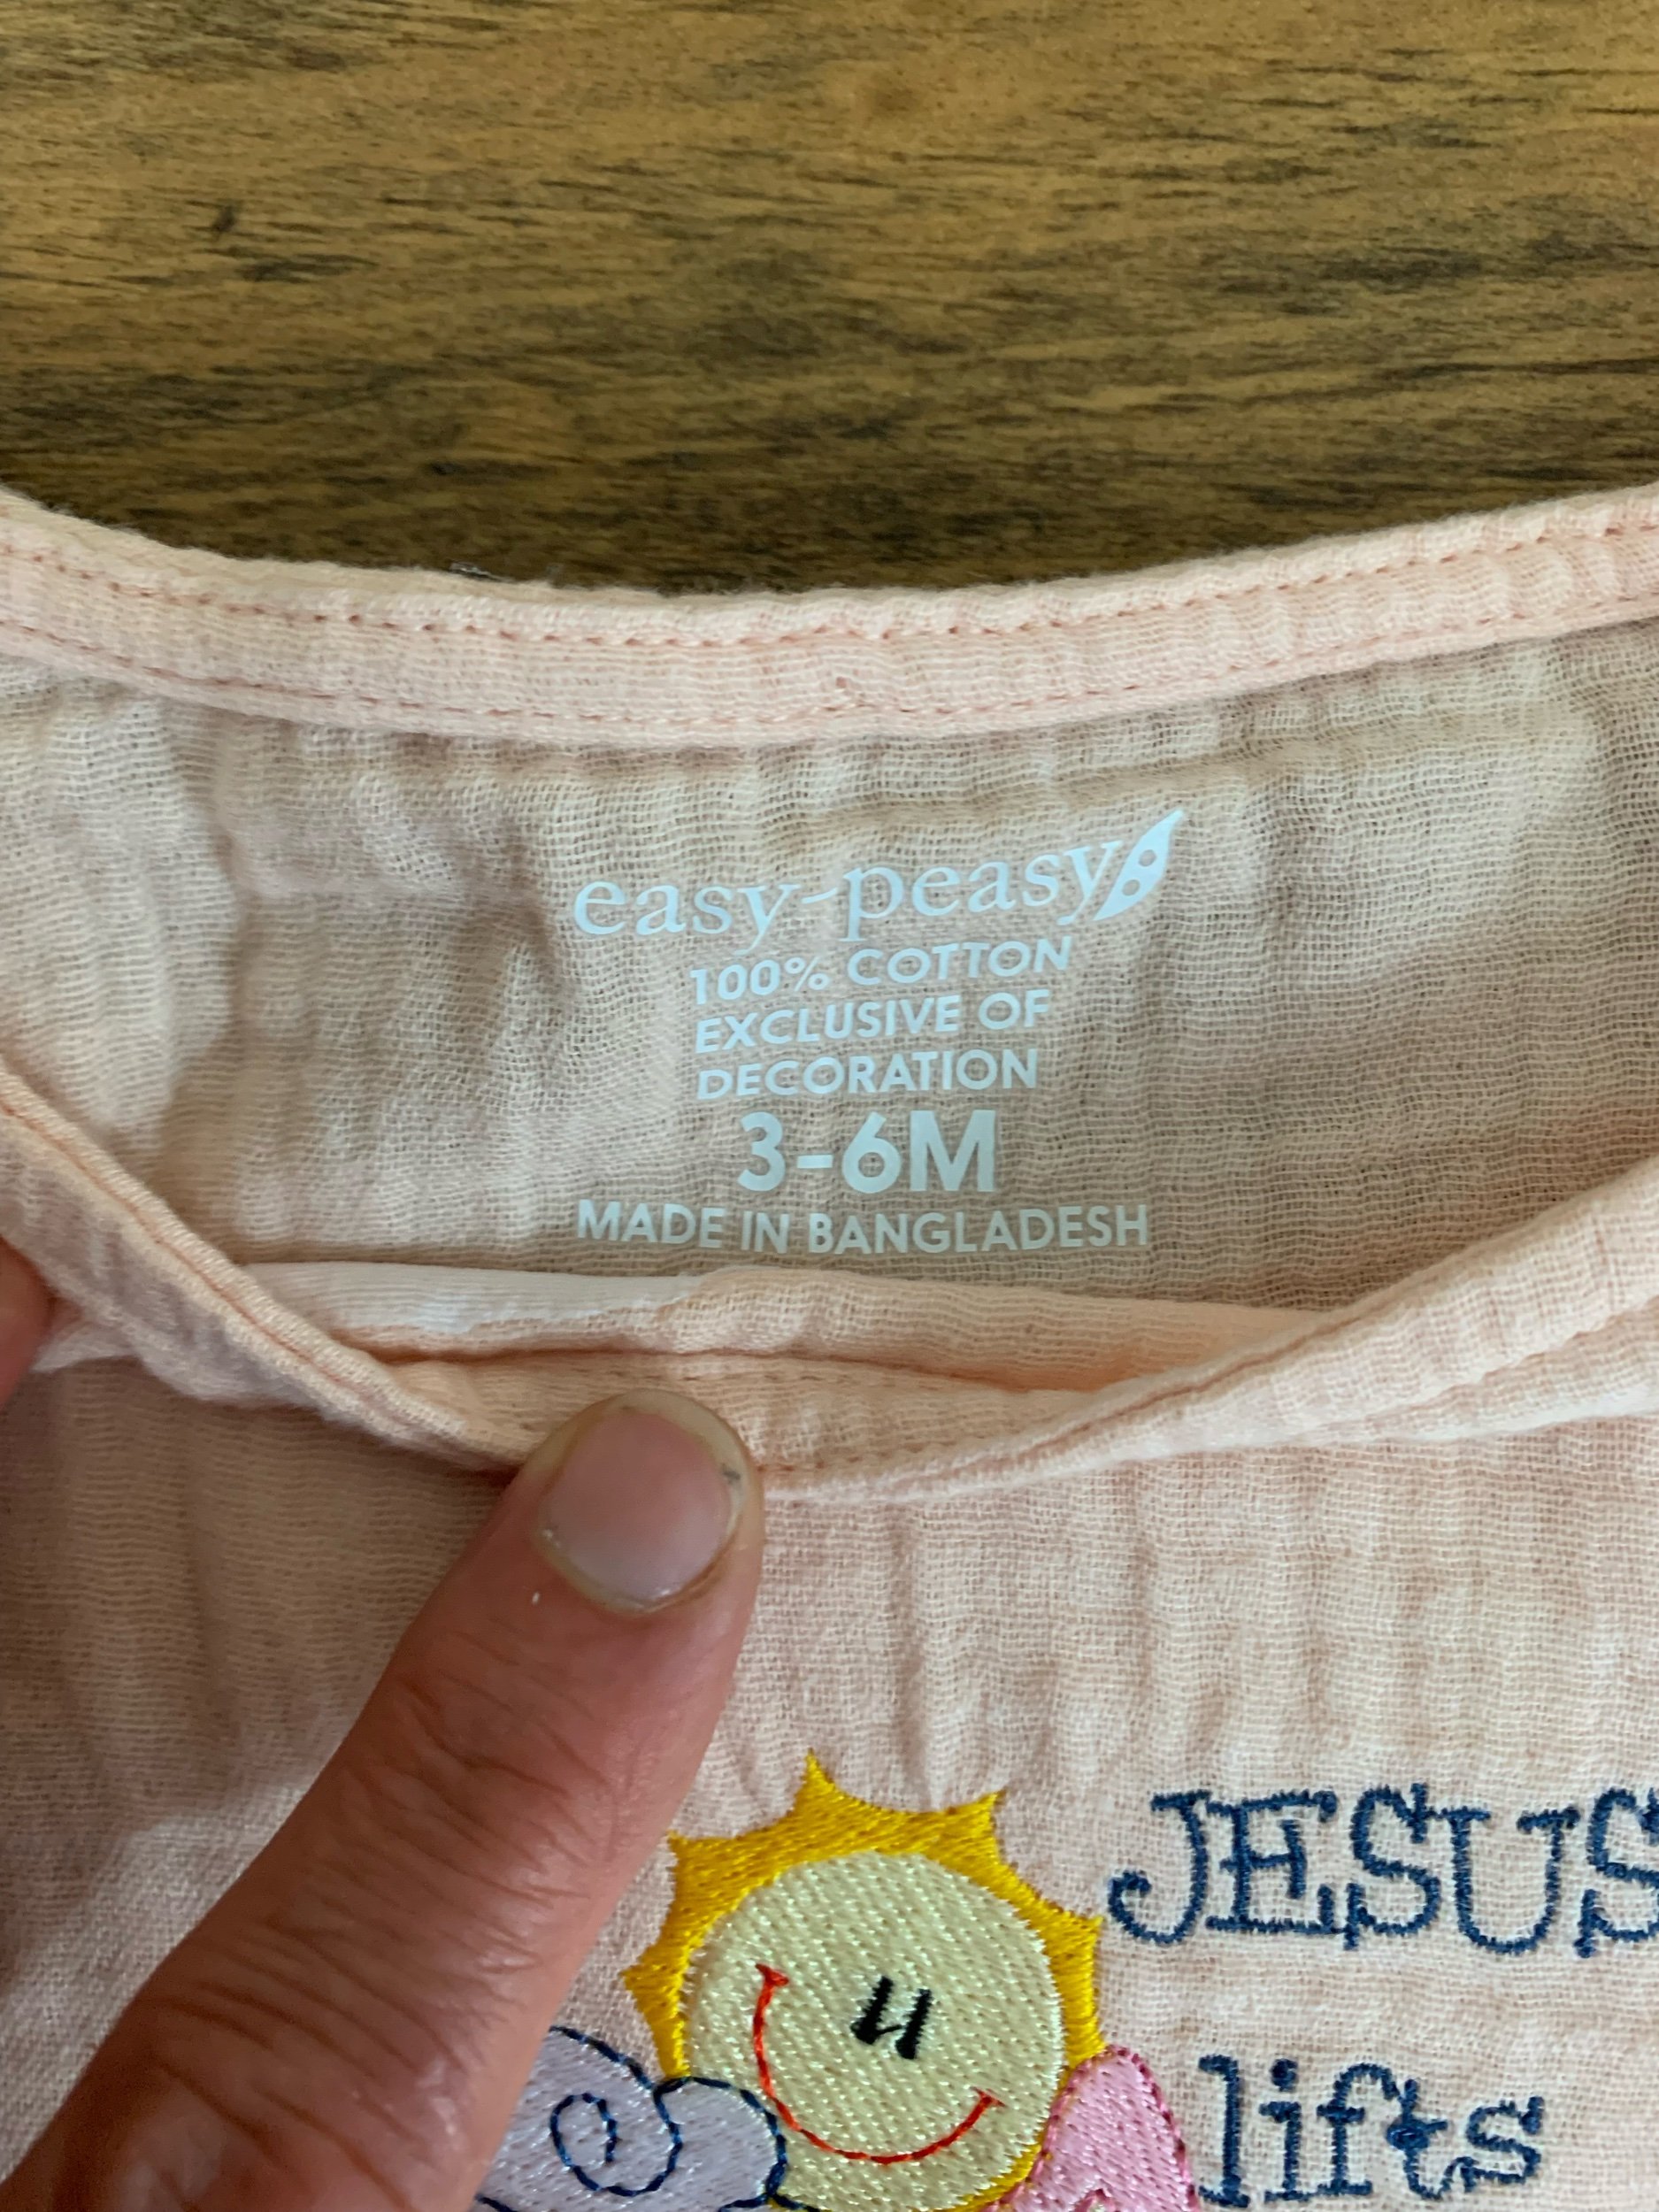 easy-peasy
100% COTTON
EXCLUSIVE OF
DECORATION
3-6M
MADE IN BANGLADESH
JESUS
lifts